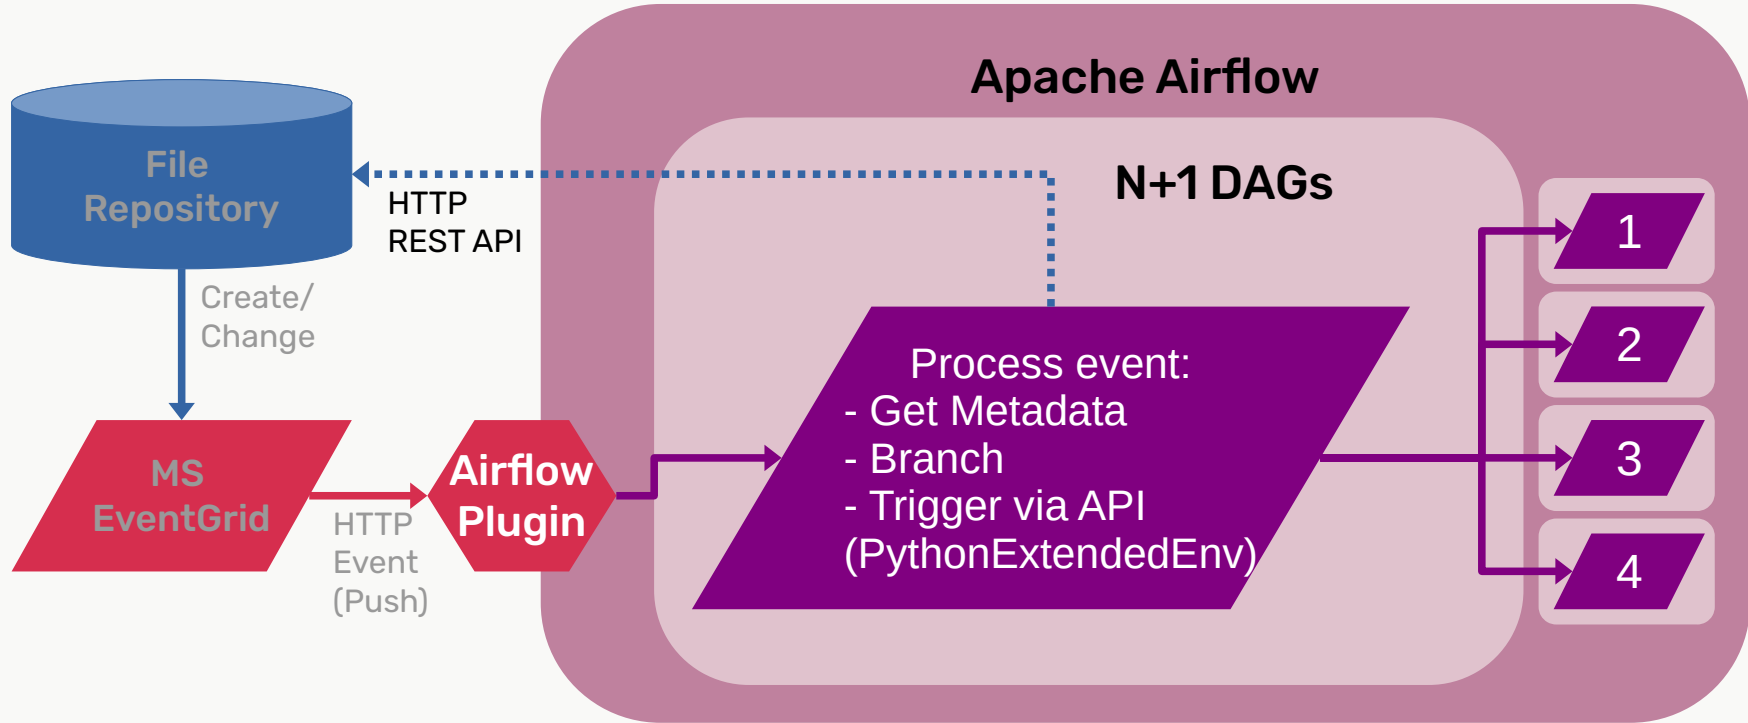 Apache Airflow
N+1 DAGs
File
Repository
HTTP
REST API
Create/
Change
MS
EventGrid
HTTP
Event
(Push)
Airflow
Plugin
Process event:
- Get Metadata
- Branch
- Trigger via API
(PythonExtendedEnv)
1
2
3
4